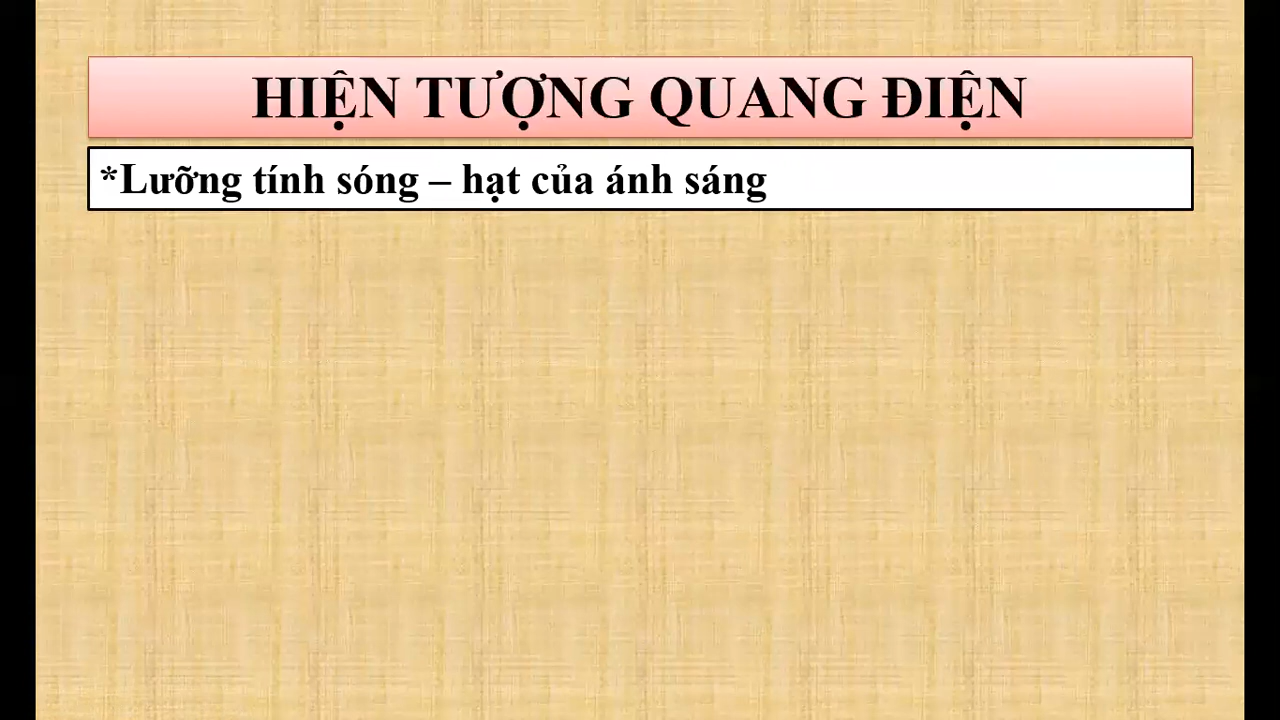 HIỆN TƯỢNG QUANG ĐIỆN
*Lưỡng tính sóng – hạt của ánh sáng